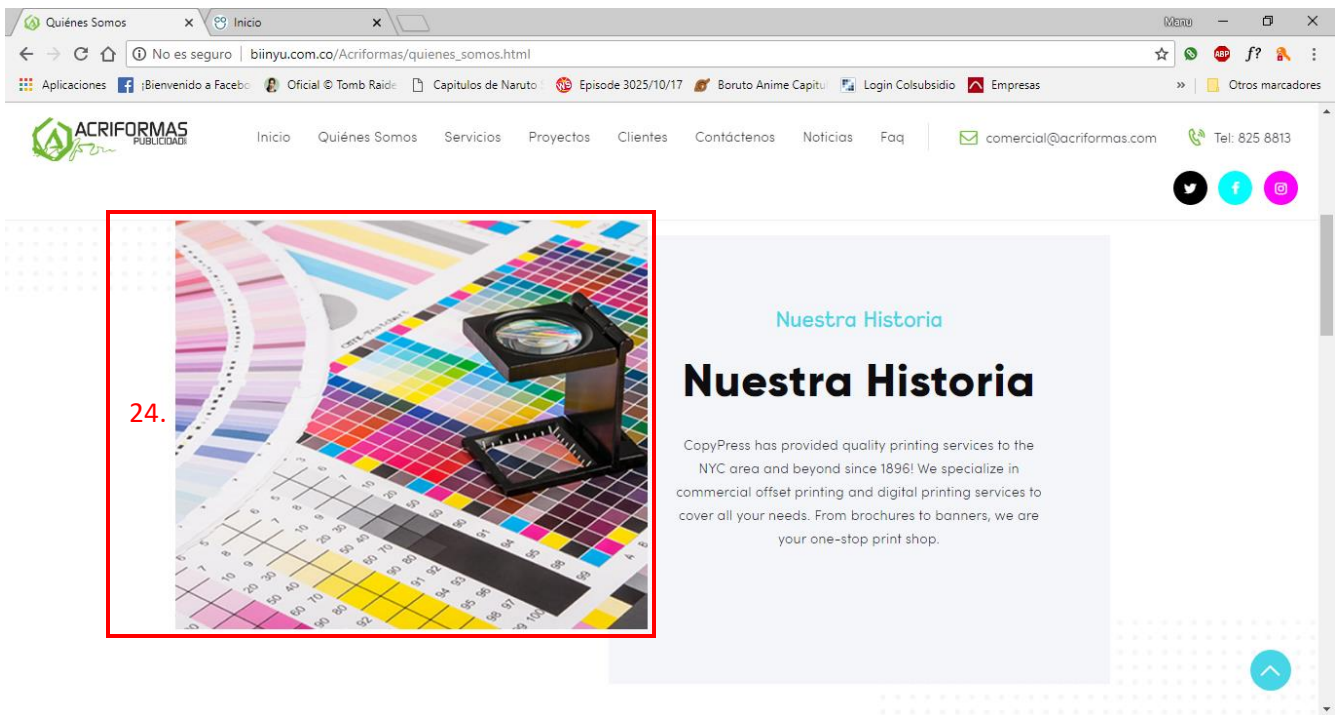 Quiénes Somos
Inicio
Manu
No es seguro | biinyu.com.co/Acriformas/quienes_somos.html
ABP
f?
Aplicaciones
¡Bienvenido a Facebo
Oficial © Tomb Raide
Capitulos de Naruto
Episode 3025/10/17
Boruto Anime Capitu
Login Colsubsidio
Empresas
»
Otros marcadores
ACRIFORMAS
PUBLICIDAD
Inicio
Quiénes Somos
Servicios
Proyectos
Clientes
Contáctenos
Noticias
Faq
comercial@acriformas.com
Tel: 825 8813
24.
Nuestra Historia
Nuestra Historia
CopyPress has provided quality printing services to the
NYC area and beyond since 1896! We specialize in
commercial offset printing and digital printing services to
cover all your needs. From brochures to banners, we are
your one-stop print shop.